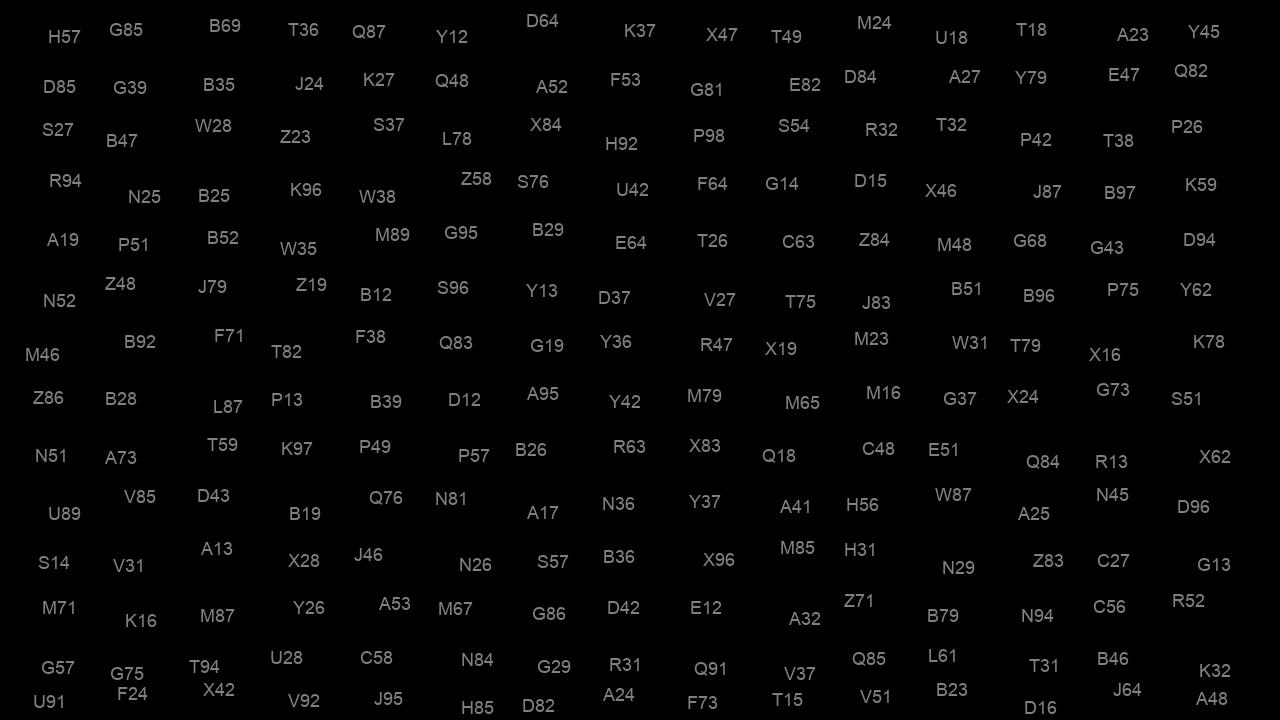 H57 G85 B69 T36 Q87 Y12 D64 K37 X47 T49 M24 U18 T18 A23 Y45
D85 G39 B35 J24 K27 Q48 A52 F53 G81 E82 D84 A27 Y79 E47 Q82
S27 B47 W28 Z23 S37 L78 X84 H92 P98 S54 R32 T32 P42 T38 P26
R94 N25 B25 K96 W38 Z58 S76 U42 F64 G14 D15 X46 J87 B97 K59
A19 P51 B52 W35 M89 G95 B29 E64 T26 C63 Z84 M48 G68 G43 D94
N52 Z48 J79 Z19 B12 S96 Y13 D37 V27 T75 J83 B51 B96 P75 Y62
M46 B92 F71 T82 F38 Q83 G19 Y36 R47 X19 M23 W31 T79 X16 K78
Z86 B28 L87 P13 B39 D12 A95 Y42 M79 M65 M16 G37 X24 G73 S51
N51 A73 T59 K97 P49 P57 B26 R63 X83 Q18 C48 E51 Q84 R13 X62
U89 V85 D43 B19 Q76 N81 A17 N36 Y37 A41 H56 W87 A25 N45 D96
S14 V31 A13 X28 J46 N26 S57 B36 X96 M85 H31 N29 Z83 C27 G13
M71 K16 M87 Y26 A53 M67 G86 D42 E12 A32 Z71 B79 N94 C56 R52
G57 G75 T94 U28 C58 N84 G29 R31 Q91 V37 Q85 L61 T31 B46 K32
U91 F24 X42 V92 J95 H85 D82 A24 F73 T15 V51 B23 D16 J64 A48